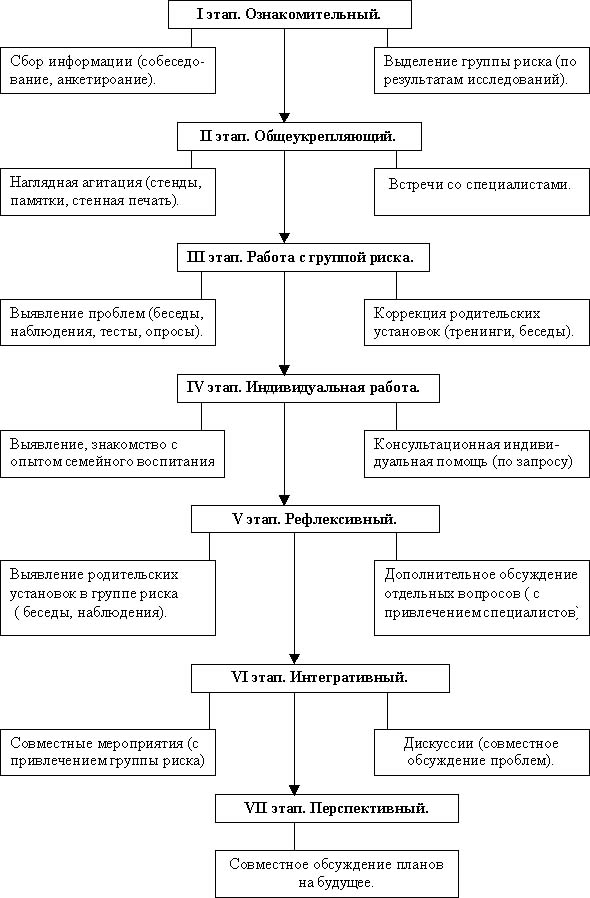 I этап. Ознакомительный.
Сбор информации (собеседо-
вание, анкетироание).
Выделение группы риска (по
результатам исследований).
II этап. Общеукрепляющий.
Наглядная агитация (стенды,
памятки, стенная печать).
Встречи со специалистами.
III этап. Работа с группой риска.
Выявление проблем (беседы,
наблюдения, тесты, опросы).
Коррекция родительских
установок (тренинги, беседы).
IV этап. Индивидуальная работа.
Выявление, знакомство с
опытом семейного воспитания
Консультационная индиви-
дуальная помощь (по запросу)
V этап. Рефлексивный.
Выявление родительских
установок в группе риска
( беседы, наблюдения).
Дополнительное обсуждение
отдельных вопросов ( с
привлечением специалистов)
VI этап. Интегративный.
Совместные мероприятия (с
привлечением группы риска)
Дискуссии (совместное
обсуждение проблем).
VII этап. Перспективный.
Совместное обсуждение планов
на будущее.